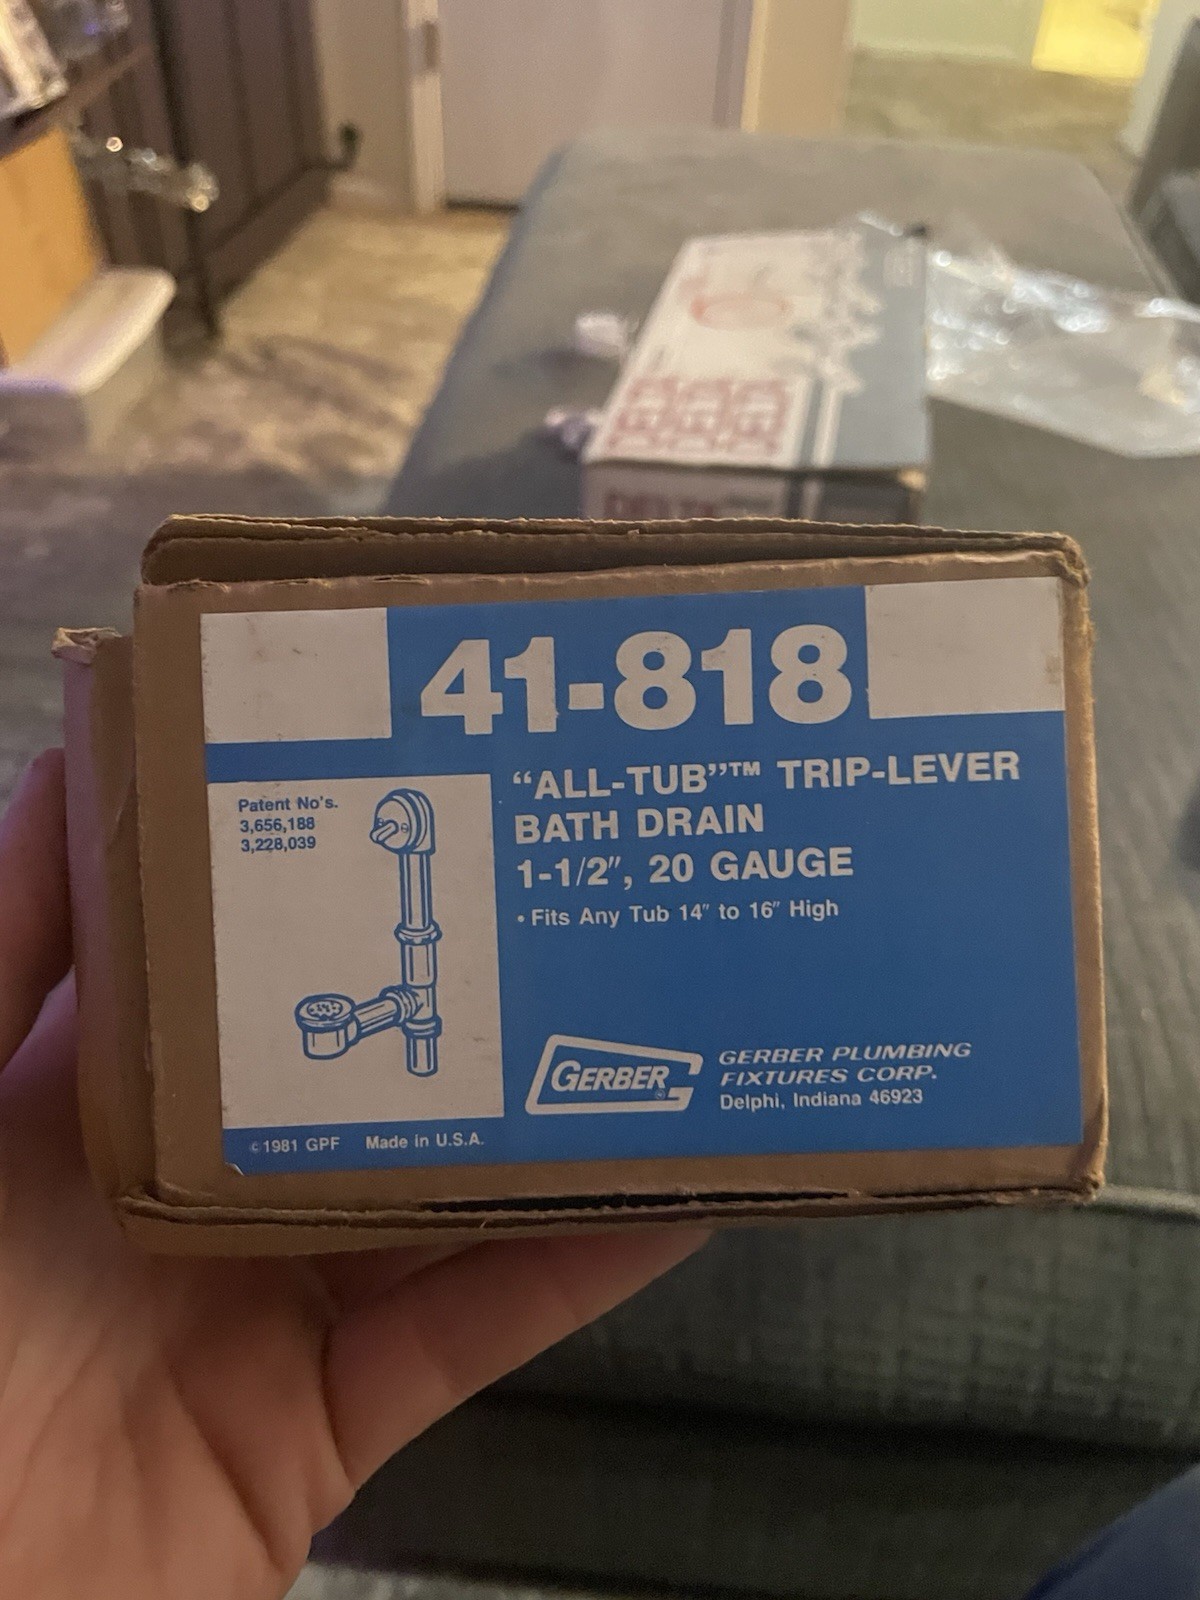 DELTA
41-818
"ALL-TUB"™ TRIP-LEVER
BATH DRAIN
1-1/2", 20 GAUGE
• Fits Any Tub 14" to 16" High
Patent No's.
3,656,188
3,228,039
GERBER
®
GERBER PLUMBING
FIXTURES CORP.
Delphi, Indiana 46923
©1981 GPF Made in U.S.A.